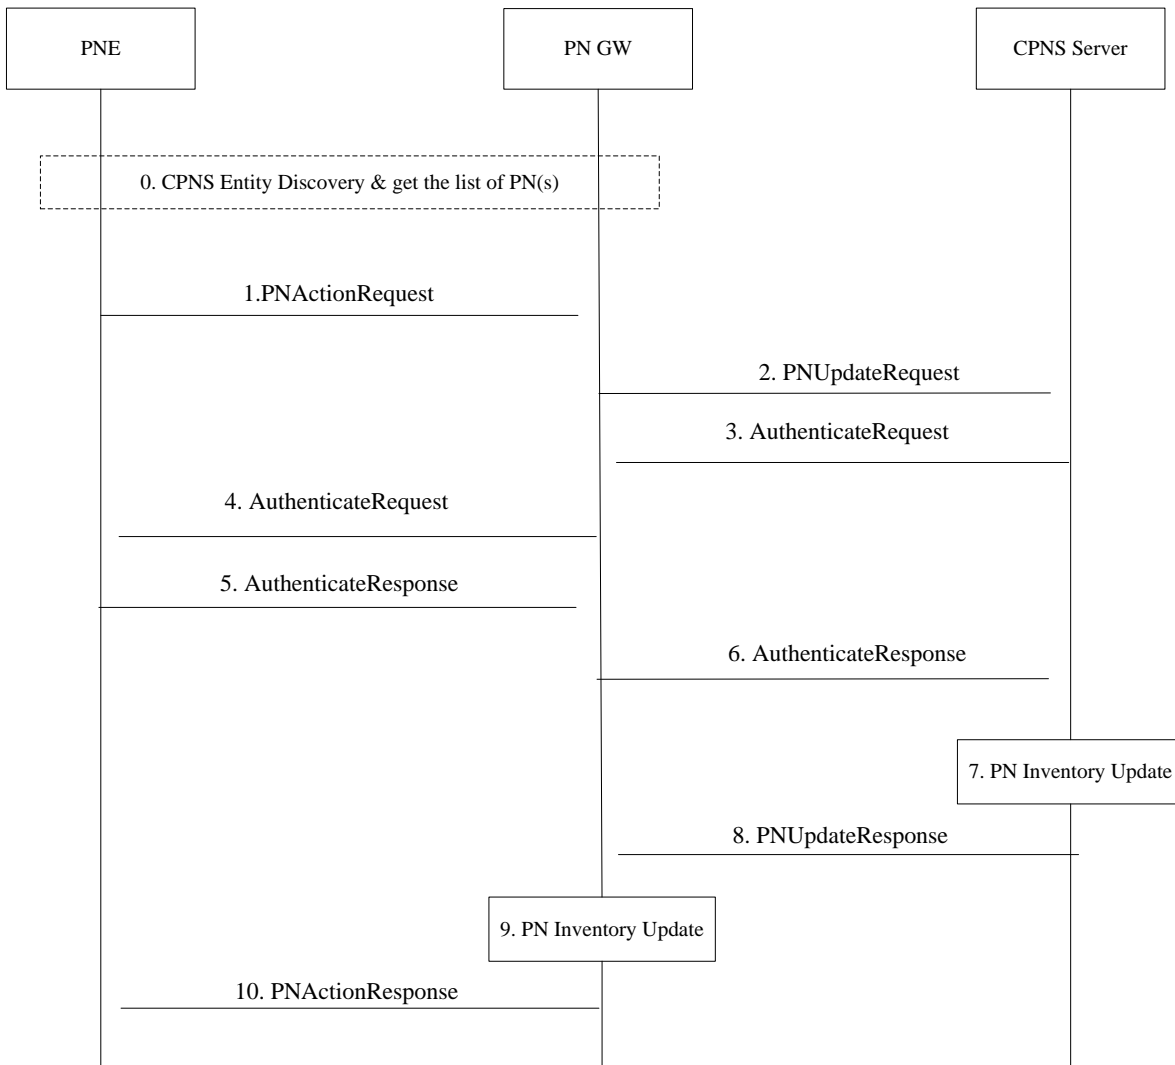 PNE
PN GW
CPNS Server
0. CPNS Entity Discovery & get the list of PN(s)
1.PNActionRequest
2. PNUpdateRequest
3. AuthenticateRequest
4. AuthenticateRequest
5. AuthenticateResponse
6. AuthenticateResponse
7. PN Inventory Update
8. PNUpdateResponse
9. PN Inventory Update
10. PNActionResponse